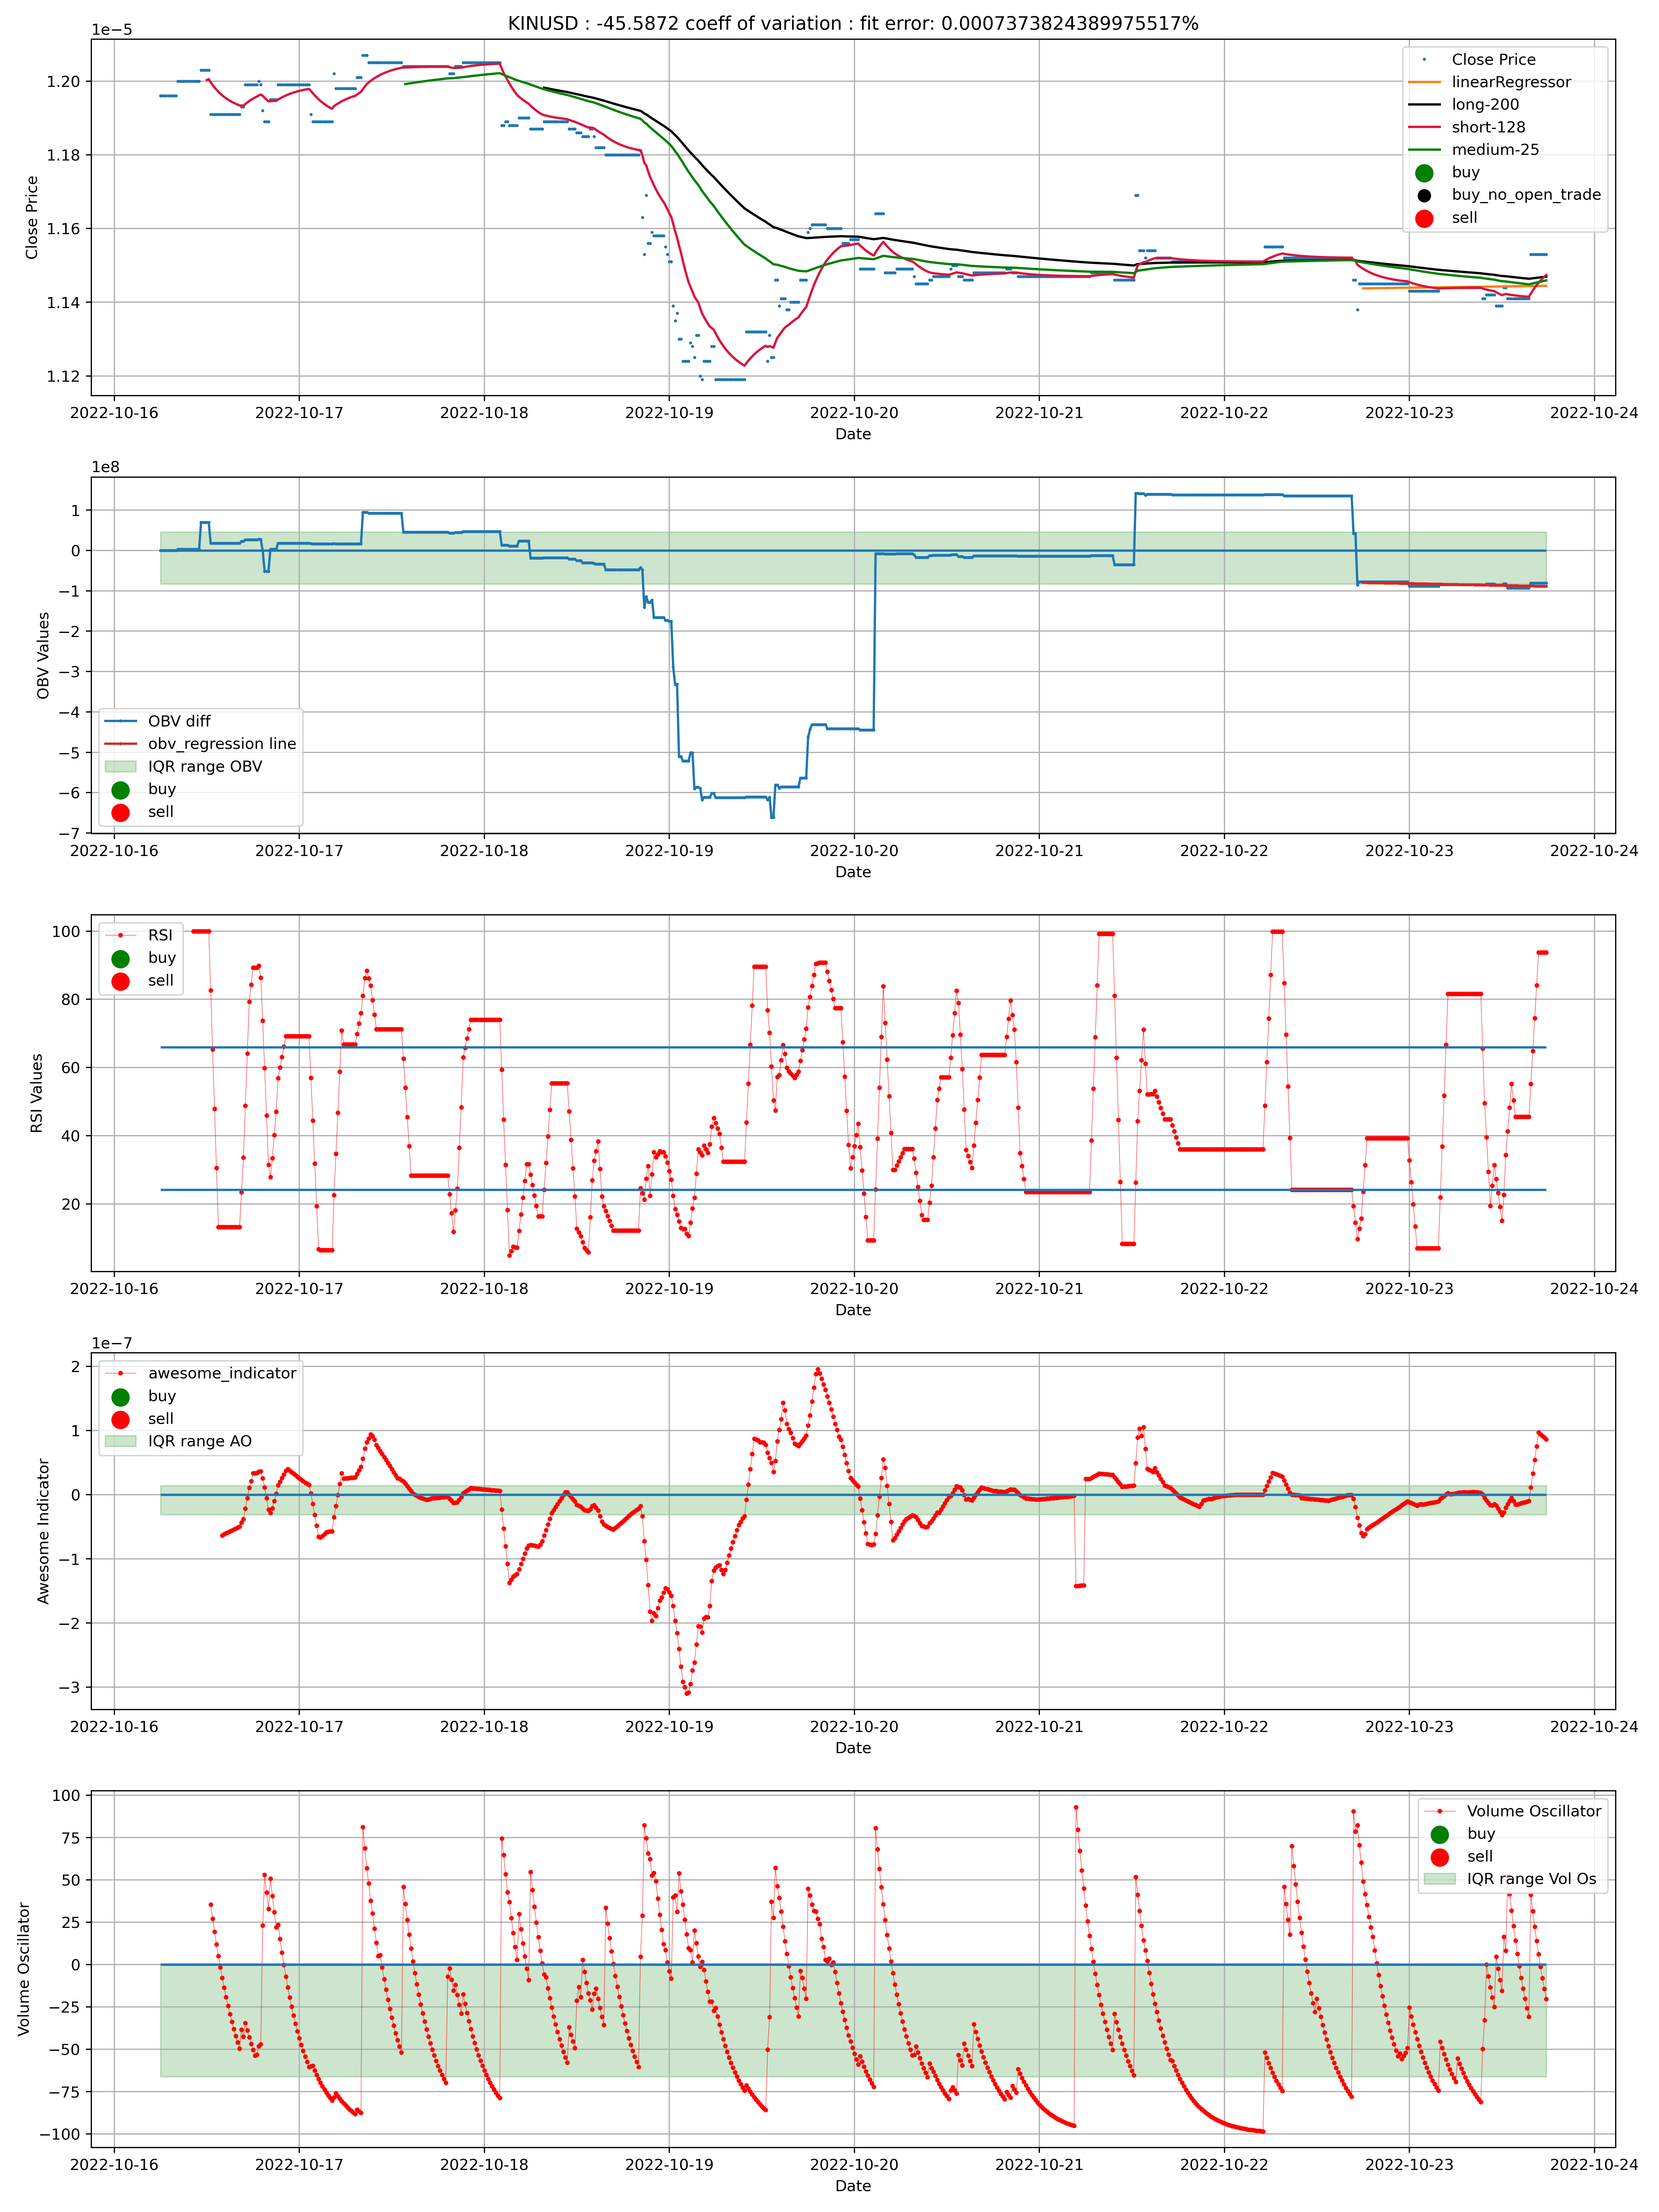 KINUSD : -45.5872 coeff of variation : fit error: 0.0007373824389975517%
1e−5
Close Price
1.20
1.18
1.16
1.14
1.12
Close Price
linearRegressor
long-200
short-128
medium-25
buy
buy_no_open_trade
sell
2022-10-16 2022-10-17 2022-10-18 2022-10-19 2022-10-20 2022-10-21 2022-10-22 2022-10-23 2022-10-24
Date
1e8
OBV Values
1
0
−1
−2
−3
−4
−5
−6
−7
OBV diff
obv_regression line
IQR range OBV
buy
sell
2022-10-16 2022-10-17 2022-10-18 2022-10-19 2022-10-20 2022-10-21 2022-10-22 2022-10-23 2022-10-24
Date
RSI Values
100
80
60
40
20
RSI
buy
sell
2022-10-16 2022-10-17 2022-10-18 2022-10-19 2022-10-20 2022-10-21 2022-10-22 2022-10-23 2022-10-24
Date
1e−7
Awesome Indicator
2
1
0
−1
−2
−3
awesome_indicator
buy
sell
IQR range AO
2022-10-16 2022-10-17 2022-10-18 2022-10-19 2022-10-20 2022-10-21 2022-10-22 2022-10-23 2022-10-24
Date
Volume Oscillator
100
75
50
25
0
−25
−50
−75
−100
Volume Oscillator
buy
sell
IQR range Vol Os
2022-10-16 2022-10-17 2022-10-18 2022-10-19 2022-10-20 2022-10-21 2022-10-22 2022-10-23 2022-10-24
Date